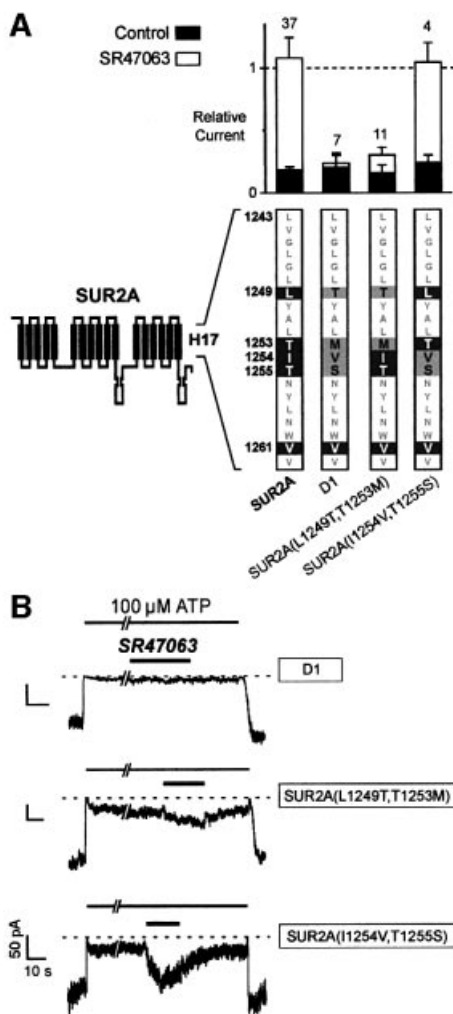 A
Control
SR47063
37
7
11
4
1
Relative
Current
0
SUR2A
H17
1243 L L L L
V V V V
G G G G
L L L L
G G G G
L L L L
1249 L T T L
Y Y Y Y
A A A A
L L L L
1253 T M M T
1254 I V I V
1255 T S T S
N N N N
Y Y Y Y
L L L L
N N N N
W W W W
1261 V V V V
V V V V
SUR2A
D1
SUR2A(L1249T,T1253M)
SUR2A(I1254V,T1255S)
B
100 µM ATP
SR47063
D1
SUR2A(L1249T,T1253M)
SUR2A(I1254V,T1255S)
50 pA
10 s